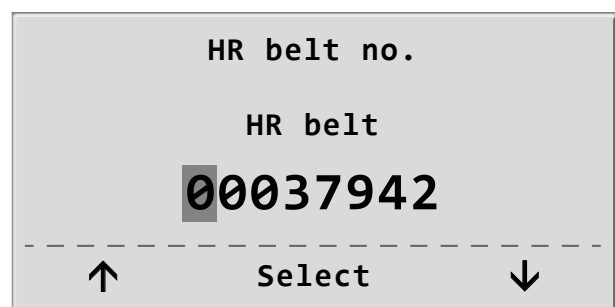 HR belt no.
HR belt
00037942
↑ Select ↓